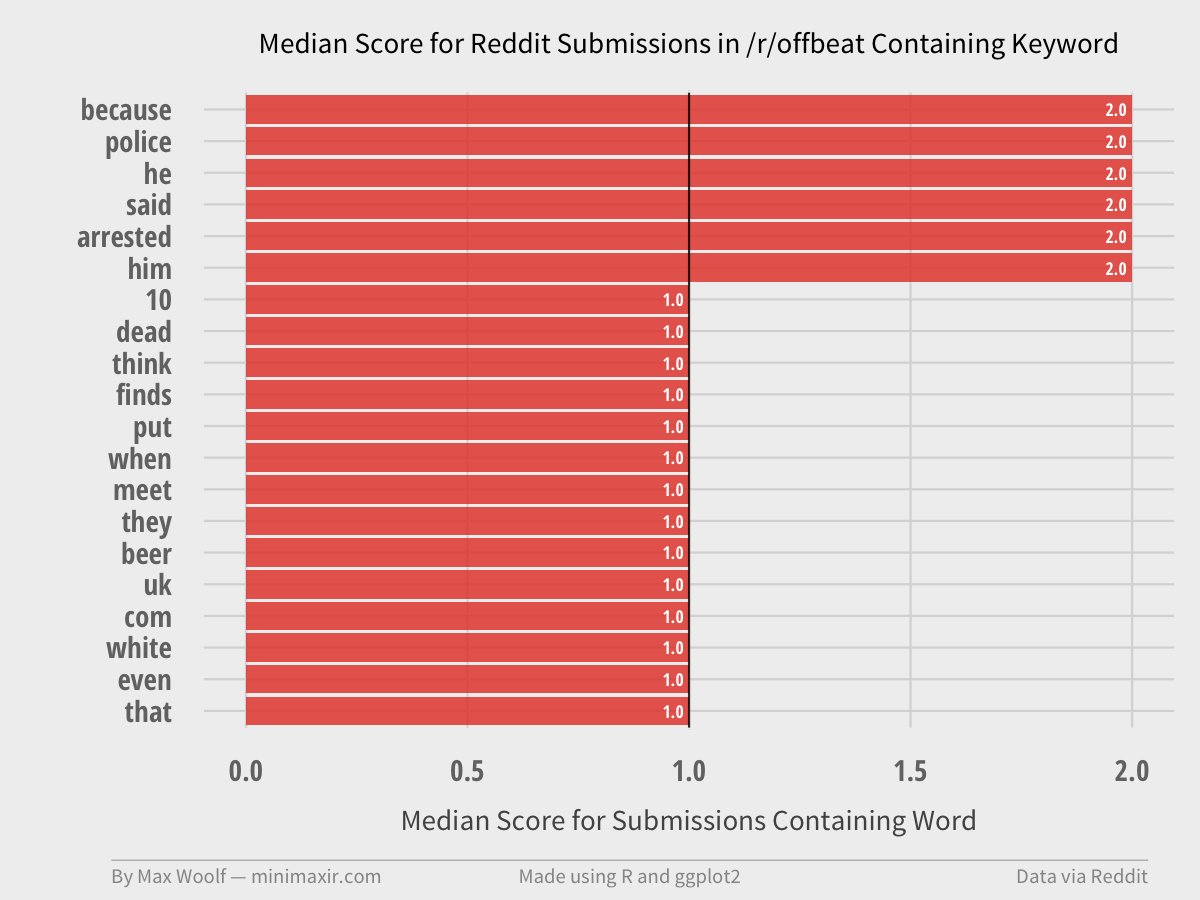 Median Score for Reddit Submissions in /r/offbeat Containing Keyword
because 2.0
police 2.0
he 2.0
said 2.0
arrested 2.0
him 2.0
10 1.0
dead 1.0
think 1.0
finds 1.0
put 1.0
when 1.0
meet 1.0
they 1.0
beer 1.0
uk 1.0
com 1.0
white 1.0
even 1.0
that 1.0
0.0 0.5 1.0 1.5 2.0
Median Score for Submissions Containing Word
By Max Woolf — minimaxir.com Made using R and ggplot2 Data via Reddit